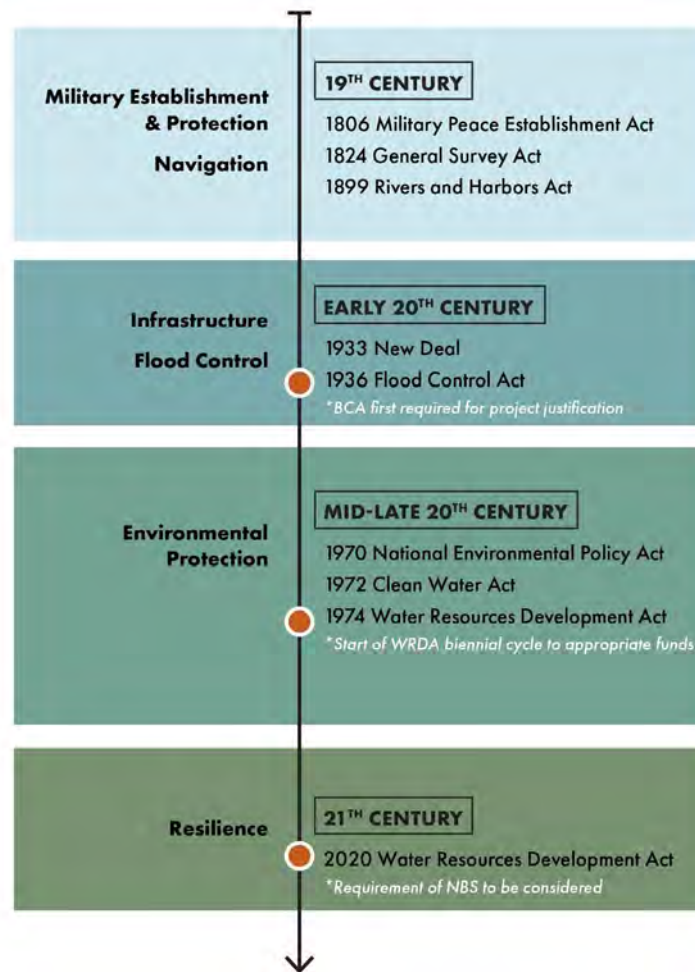 Military Establishment
& Protection
Navigation
19TH CENTURY
1806 Military Peace Establishment Act
1824 General Survey Act
1899 Rivers and Harbors Act
Infrastructure
Flood Control
EARLY 20TH CENTURY
1933 New Deal
1936 Flood Control Act
*BCA first required for project justification
Environmental
Protection
MID-LATE 20TH CENTURY
1970 National Environmental Policy Act
1972 Clean Water Act
1974 Water Resources Development Act
*Start of WRDA biennial cycle to appropriate funds
Resilience
21TH CENTURY
2020 Water Resources Development Act
*Requirement of NBS to be considered